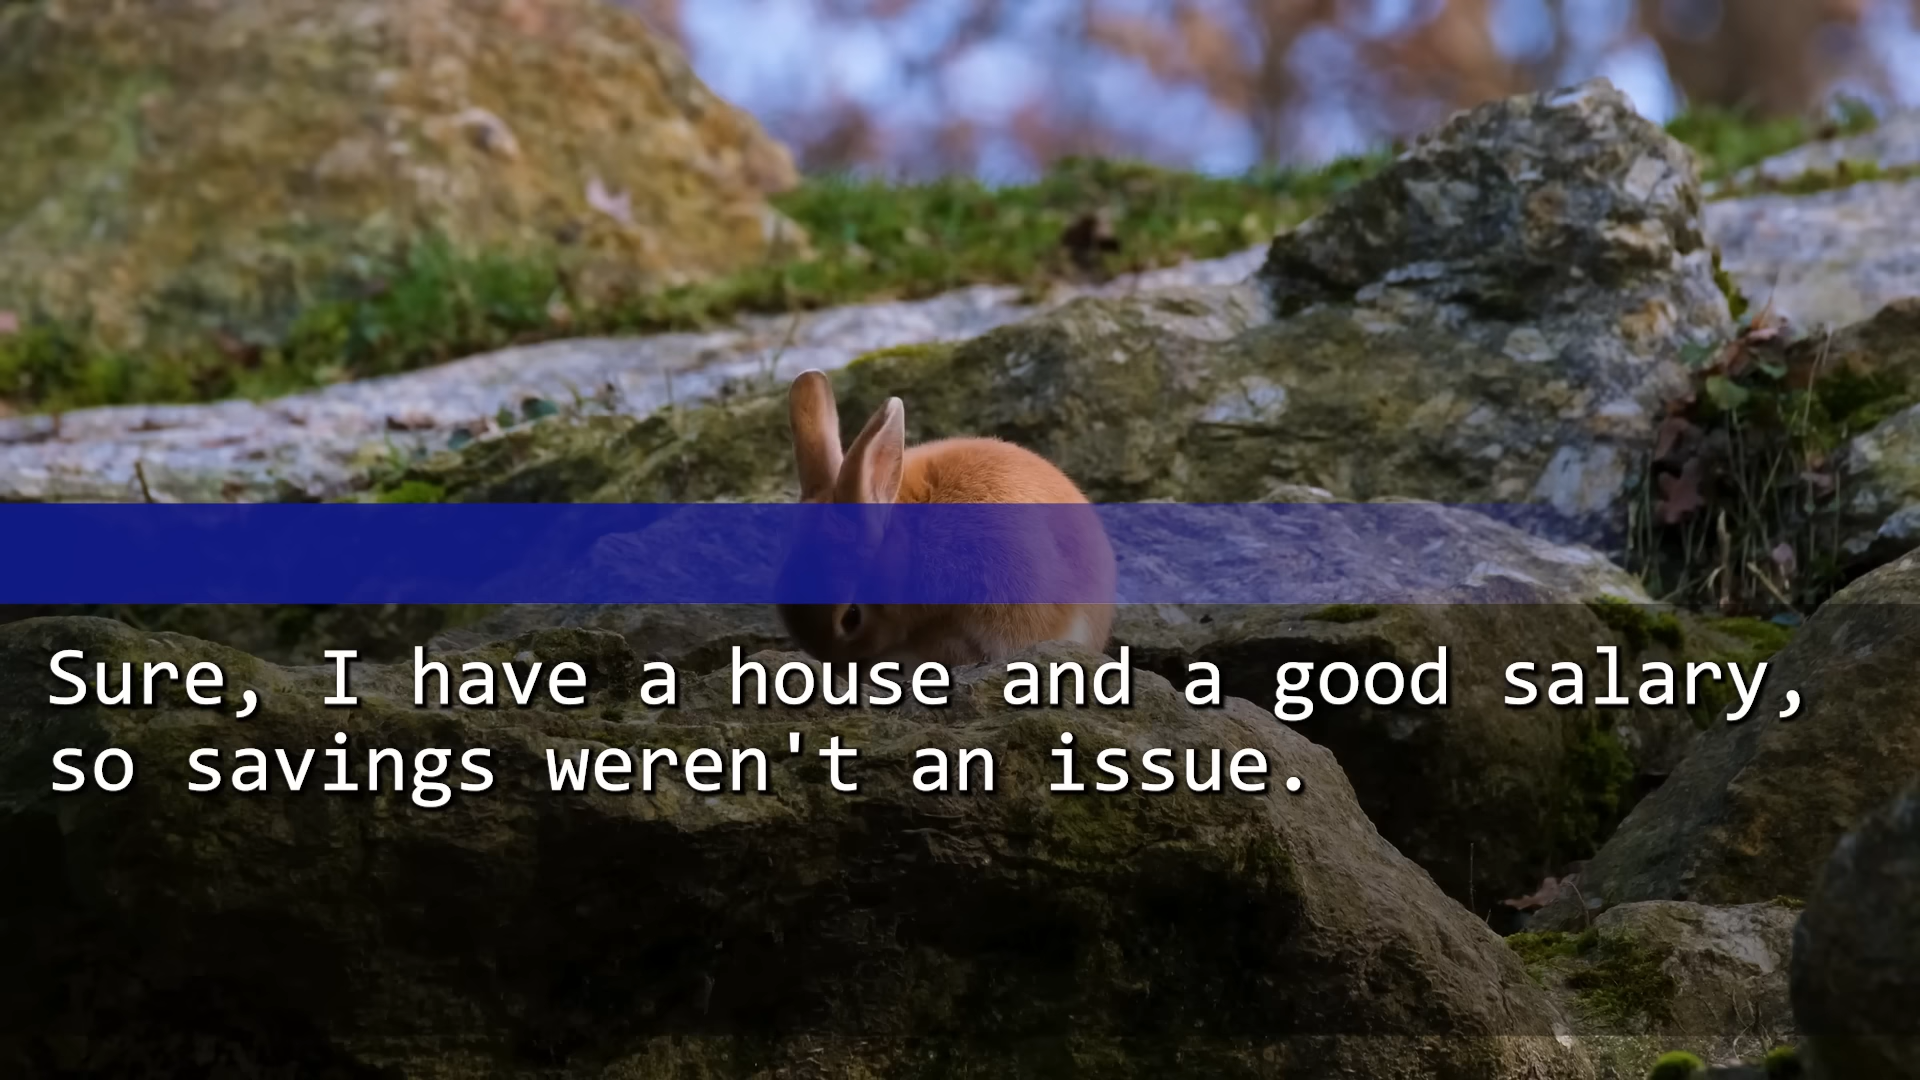 Sure, I have a house and a good salary,
so savings weren't an issue.